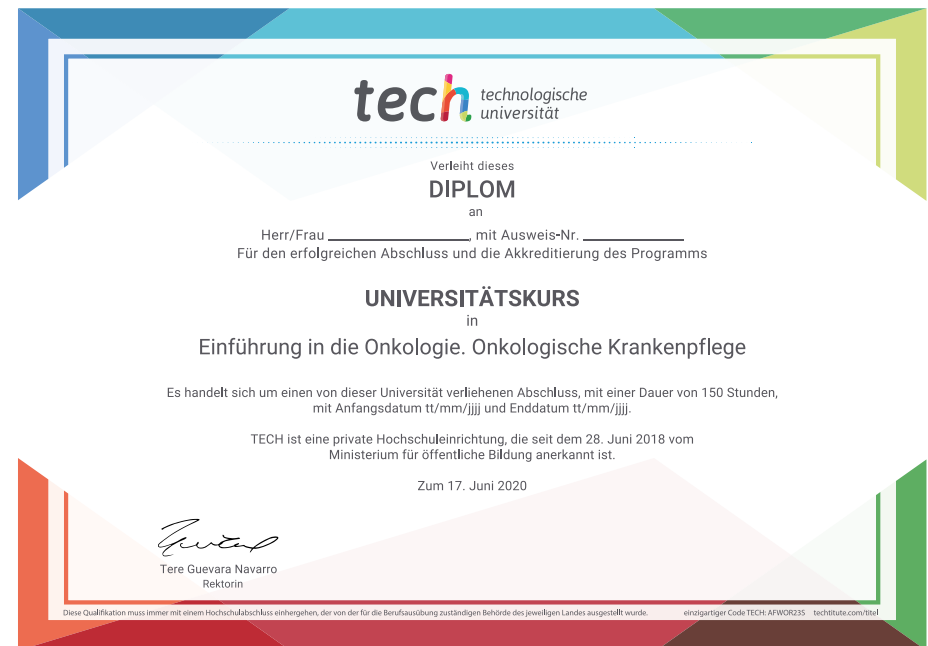 tech technologische
universität
Verleiht dieses
DIPLOM
an
Herr/Frau ____________________, mit Ausweis-Nr. ______________
Für den erfolgreichen Abschluss und die Akkreditierung des Programms
UNIVERSITÄTSKURS
in
Einführung in die Onkologie. Onkologische Krankenpflege
Es handelt sich um einen von dieser Universität verliehenen Abschluss, mit einer Dauer von 150 Stunden,
mit Anfangsdatum tt/mm/jjjj und Enddatum tt/mm/jjjj.
TECH ist eine private Hochschuleinrichtung, die seit dem 28. Juni 2018 vom
Ministerium für öffentliche Bildung anerkannt ist.
Zum 17. Juni 2020
Tere Guevara Navarro
Rektorin
Diese Qualifikation muss immer mit einem Hochschulabschluss einhergehen, der von der für die Berufsausübung zuständigen Behörde des jeweiligen Landes ausgestellt wurde. einzigartiger Code TECH: AFWOR23S techtitute.com/titel